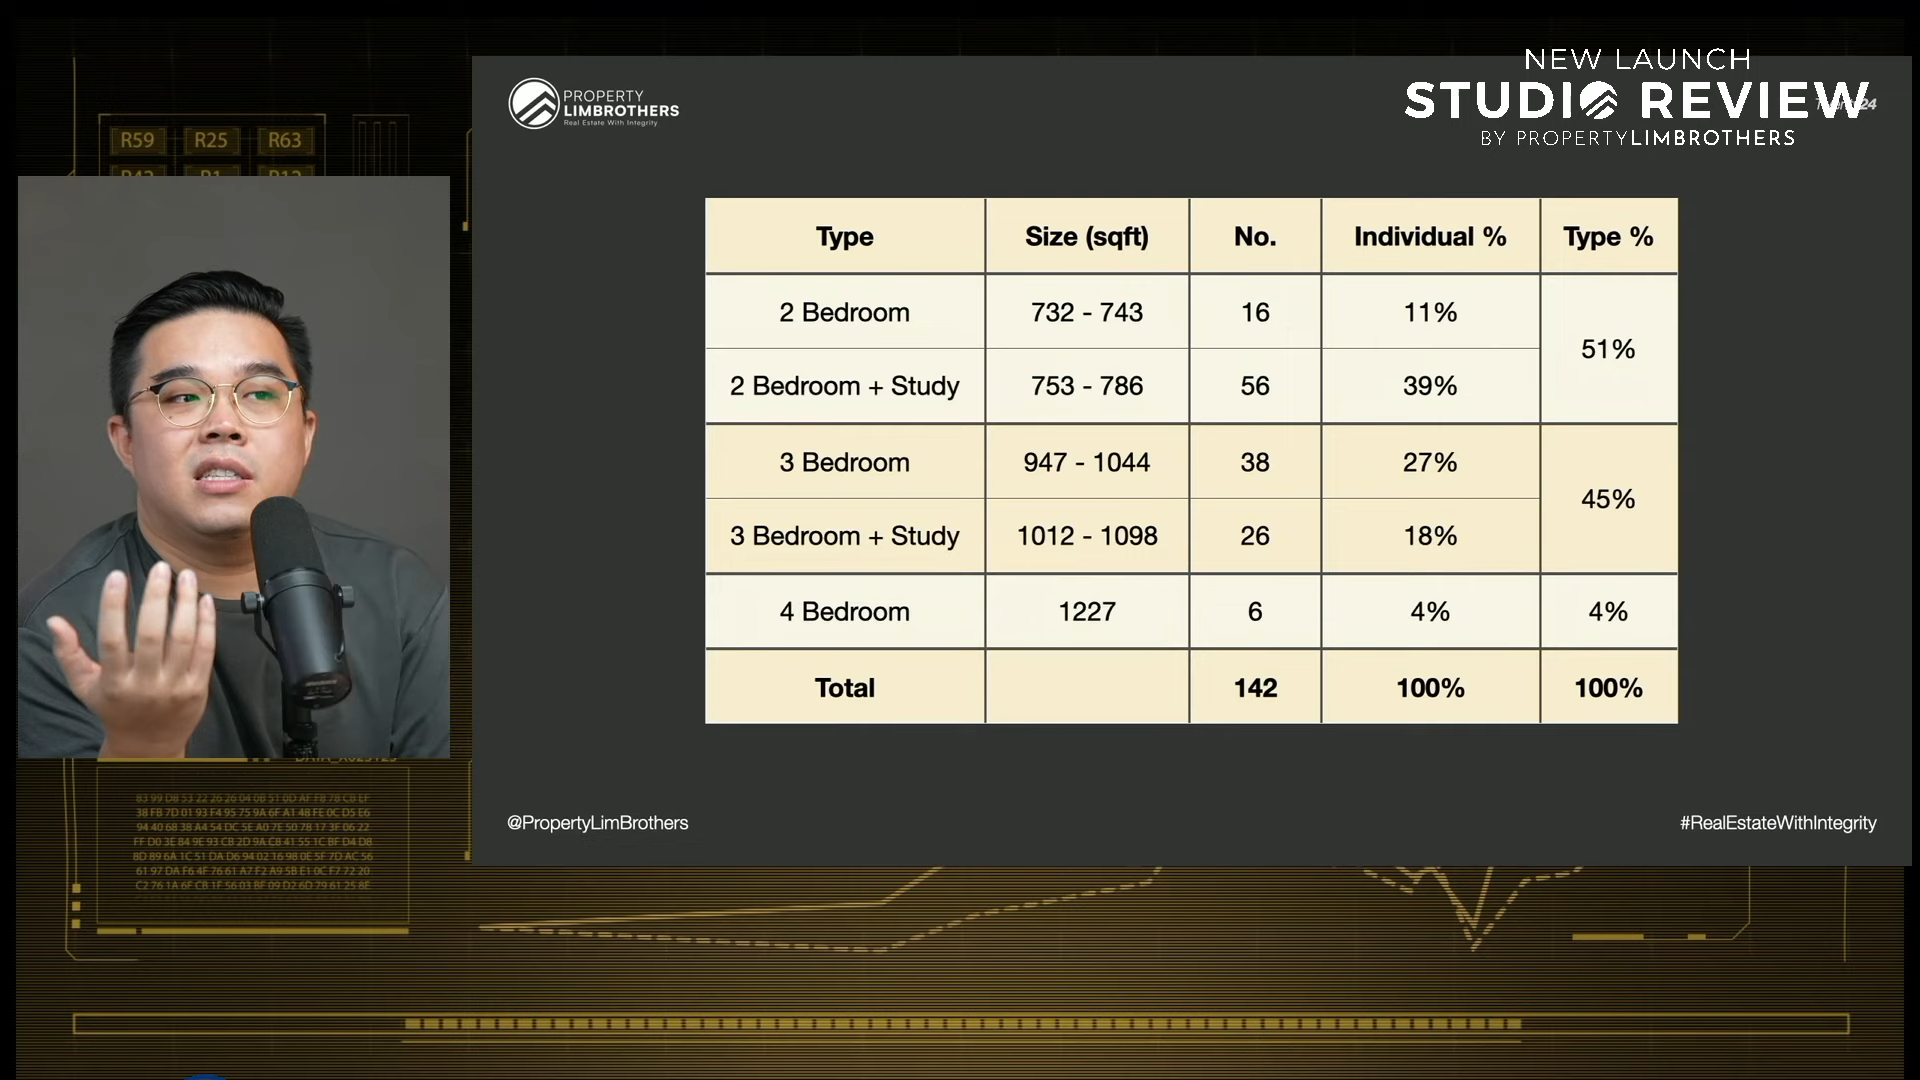 NEW LAUNCH
STUDIO REVIEW
BY PROPERTYLIMBROTHERS
PROPERTY
LIMBROTHERS
Real Estate With Integrity
R59 R25 R63
Type Size (sqft) No. Individual % Type %
2 Bedroom 732 - 743 16 11% 51%
2 Bedroom + Study 753 - 786 56 39%
3 Bedroom 947 - 1044 38 27% 45%
3 Bedroom + Study 1012 - 1098 26 18%
4 Bedroom 1227 6 4% 4%
Total 142 100% 100%
@PropertyLimBrothers
#RealEstateWithIntegrity